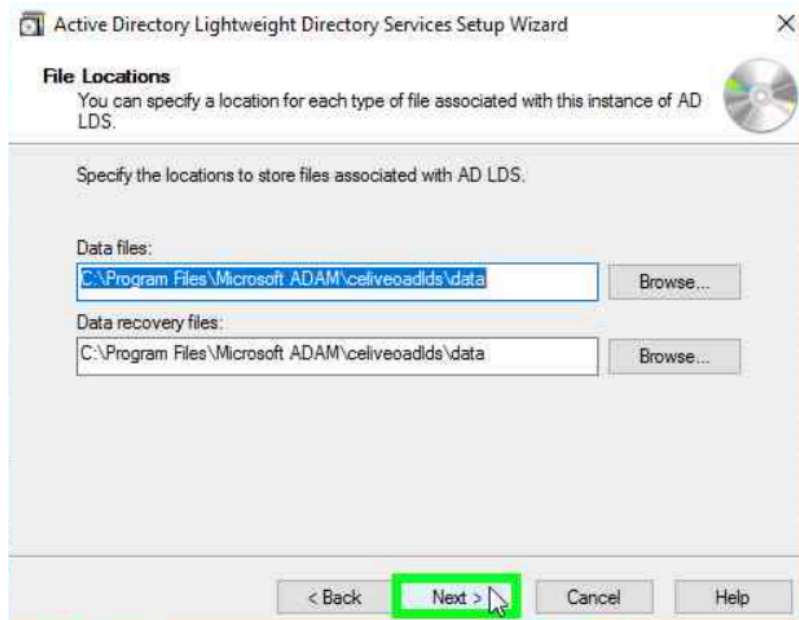 Active Directory Lightweight Directory Services Setup Wizard
File Locations
You can specify a location for each type of file associated with this instance of AD
LDS.
Specify the locations to store files associated with AD LDS.
Data files:
C:\Program Files\Microsoft ADAM\celiveoadlds\data
Browse...
Data recovery files:
C:\Program Files\Microsoft ADAM\celiveoadlds\data
Browse...
< Back
Next >
Cancel
Help